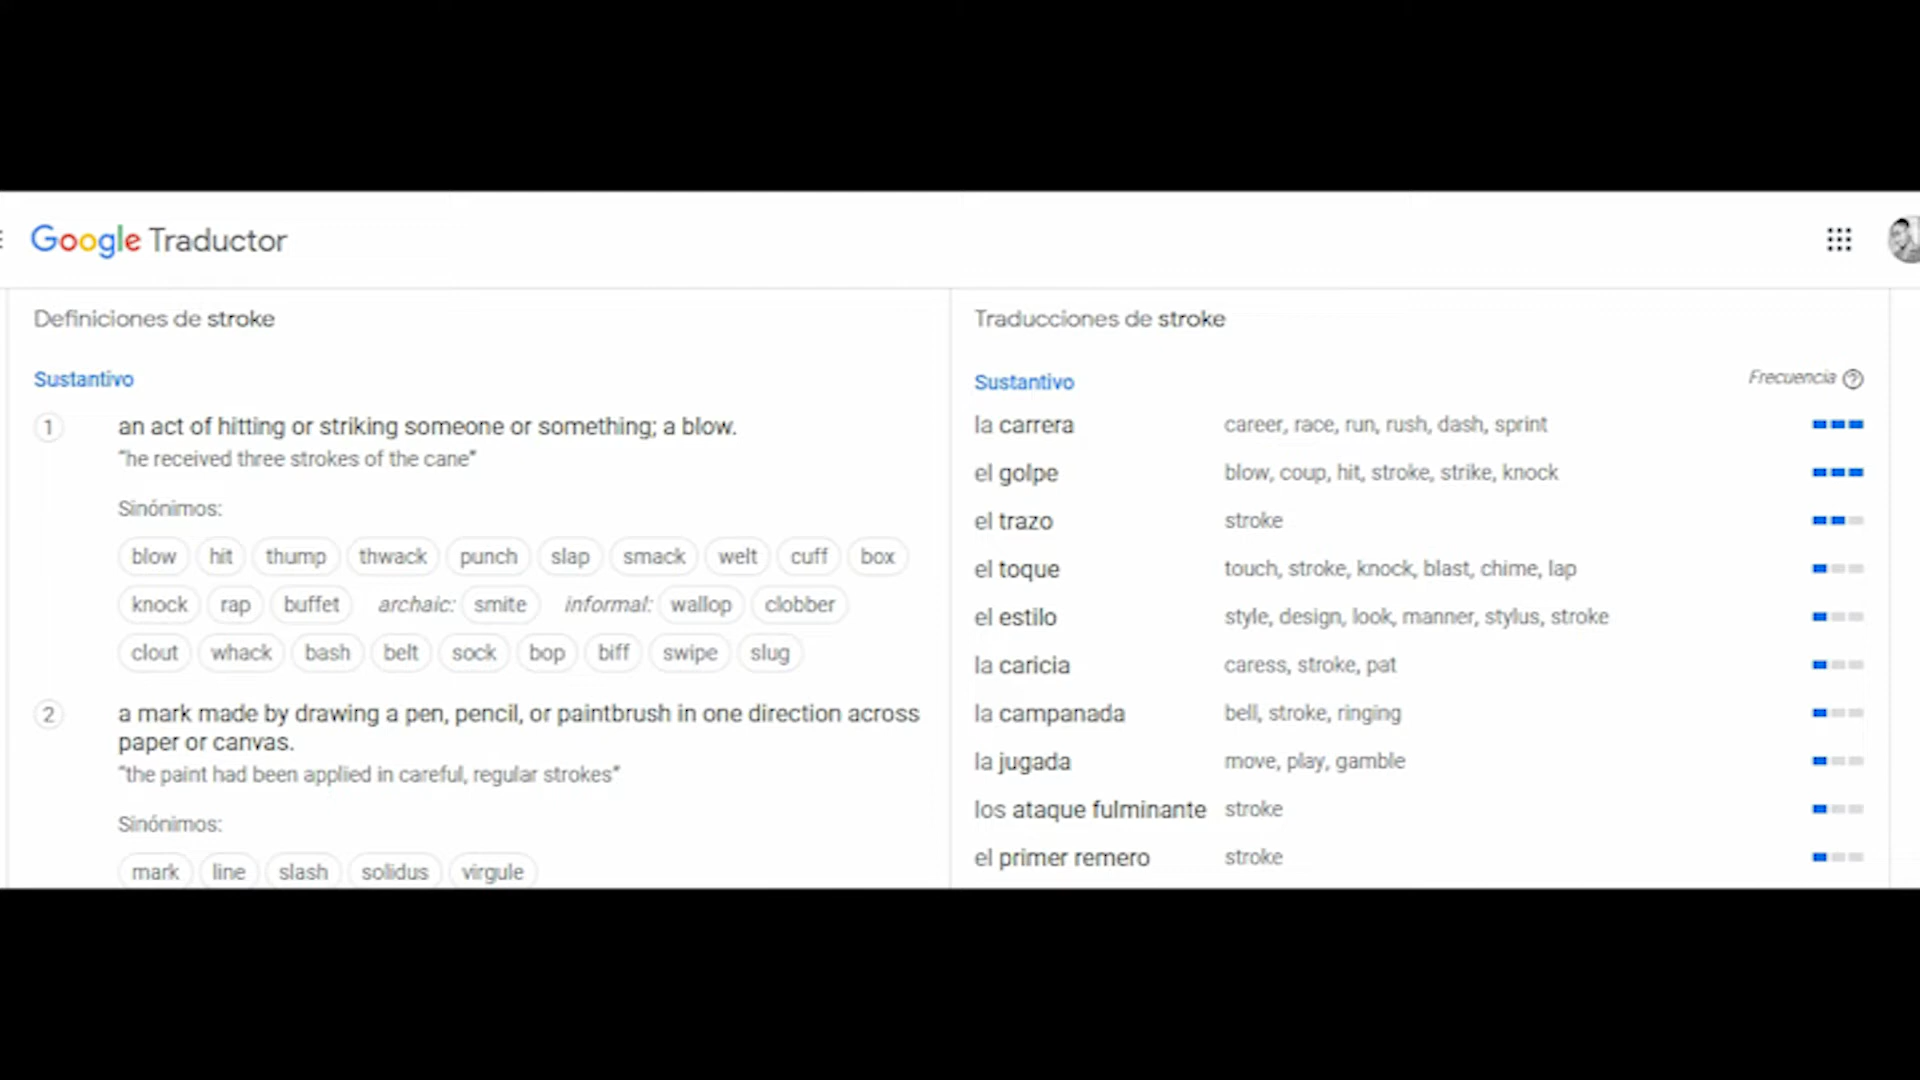 Google Traductor
Definiciones de stroke
Sustantivo
1 an act of hitting or striking someone or something; a blow.
“he received three strokes of the cane”
Sinónimos:
blow hit thump thwack punch slap smack welt cuff box
knock rap buffet archaic: smite informal: wallop clobber
clout whack bash belt sock bop biff swipe slug
2 a mark made by drawing a pen, pencil, or paintbrush in one direction across
paper or canvas.
“the paint had been applied in careful, regular strokes”
Sinónimos:
mark line slash solidus virgule
Traducciones de stroke
Sustantivo Frecuencia ?
la carrera career, race, run, rush, dash, sprint
el golpe blow, coup, hit, stroke, strike, knock
el trazo stroke
el toque touch, stroke, knock, blast, chime, lap
el estilo style, design, look, manner, stylus, stroke
la caricia caress, stroke, pat
la campanada bell, stroke, ringing
la jugada move, play, gamble
los ataque fulminante stroke
el primer remero stroke